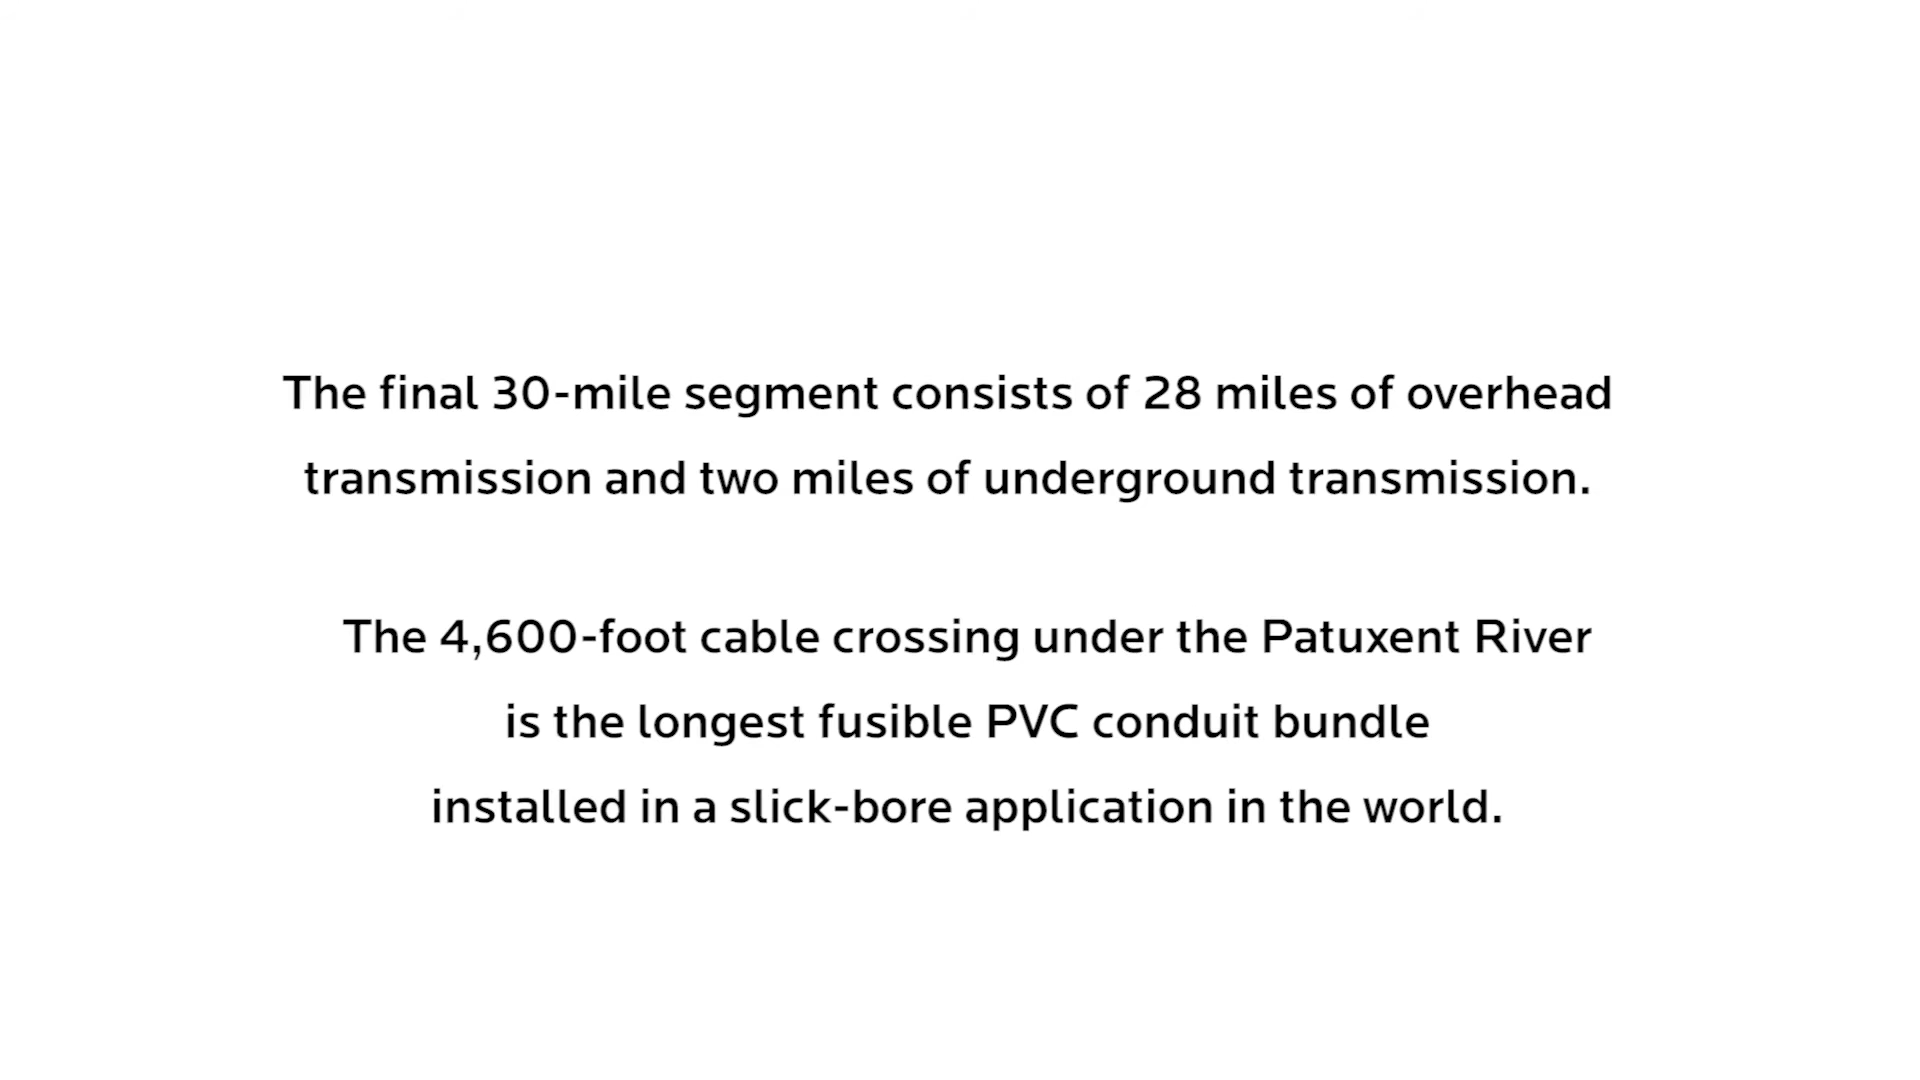 The final 30-mile segment consists of 28 miles of overhead
transmission and two miles of underground transmission.
The 4,600-foot cable crossing under the Patuxent River
is the longest fusible PVC conduit bundle
installed in a slick-bore application in the world.